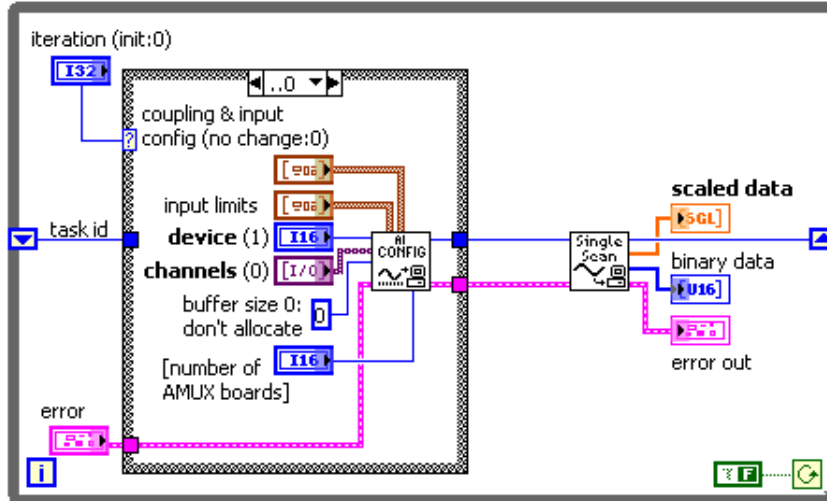 iteration (init:0)
I32
..0
coupling & input
config (no change:0)
?
input limits
scaled data
SGL]
task id
device (1)
I16
AI
CONFIG
Single
Scan
channels (0)
[I/O]
binary data
[U16]
buffer size 0:
don't allocate
0
[number of
AMUX boards]
I16
error out
error
i
? F